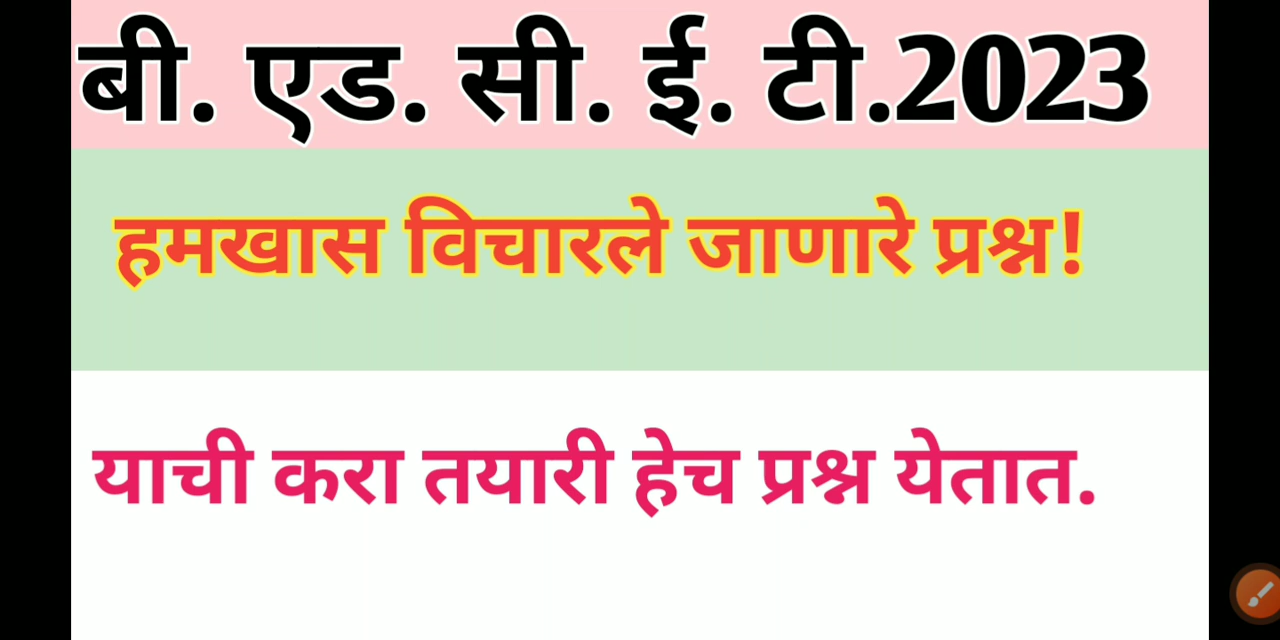 बी. एड. सी. ई. टी.2023
हमखास विचारले जाणारे प्रश्न!
याची करा तयारी हेच प्रश्न येतात.